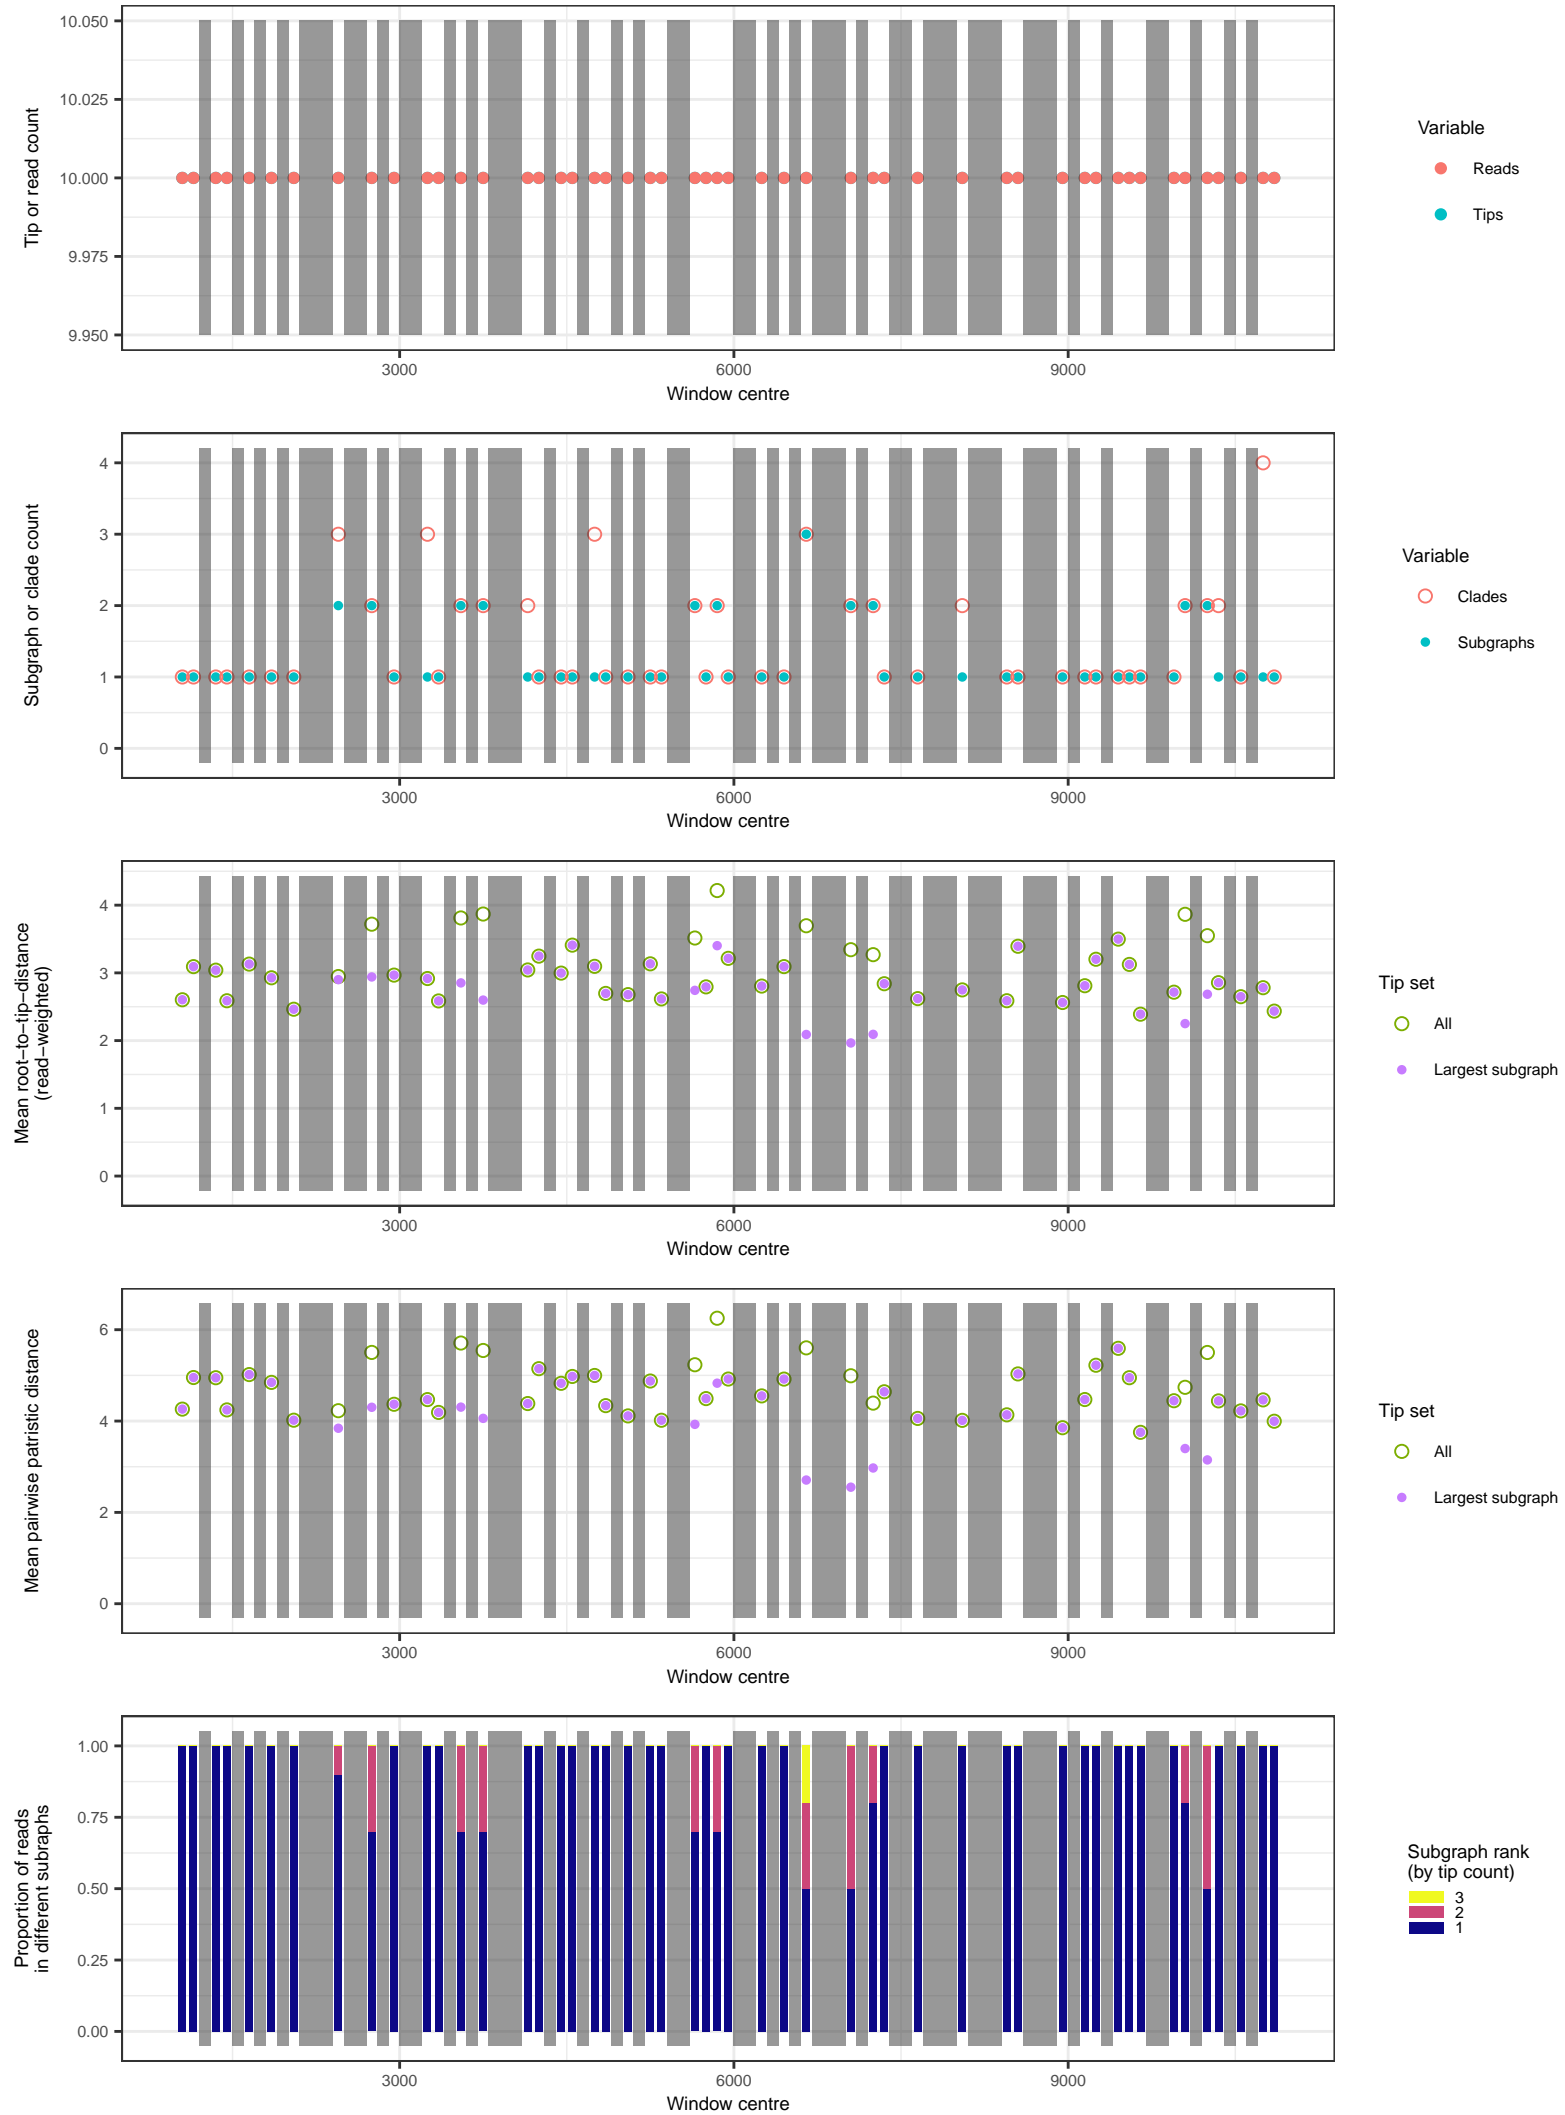 10.050
10.025
10.000
9.975
9.950
Tip or read count
3000 6000 9000
Window centre
Variable
Reads
Tips
4
3
2
1
0
Subgraph or clade count
3000 6000 9000
Window centre
Variable
Clades
Subgraphs
4
3
2
1
0
Mean root−to−tip−distance
(read−weighted)
3000 6000 9000
Window centre
Tip set
All
Largest subgraph
6
4
2
0
Mean pairwise patristic distance
3000 6000 9000
Window centre
Tip set
All
Largest subgraph
1.00
0.75
0.50
0.25
0.00
Proportion of reads
in different subraphs
3000 6000 9000
Window centre
Subgraph rank
(by tip count)
3
2
1